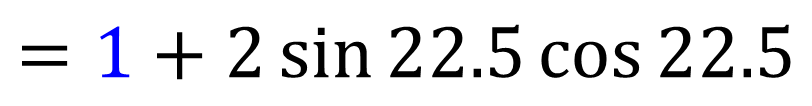 = 1 + 2 sin 22.5 cos 22.5